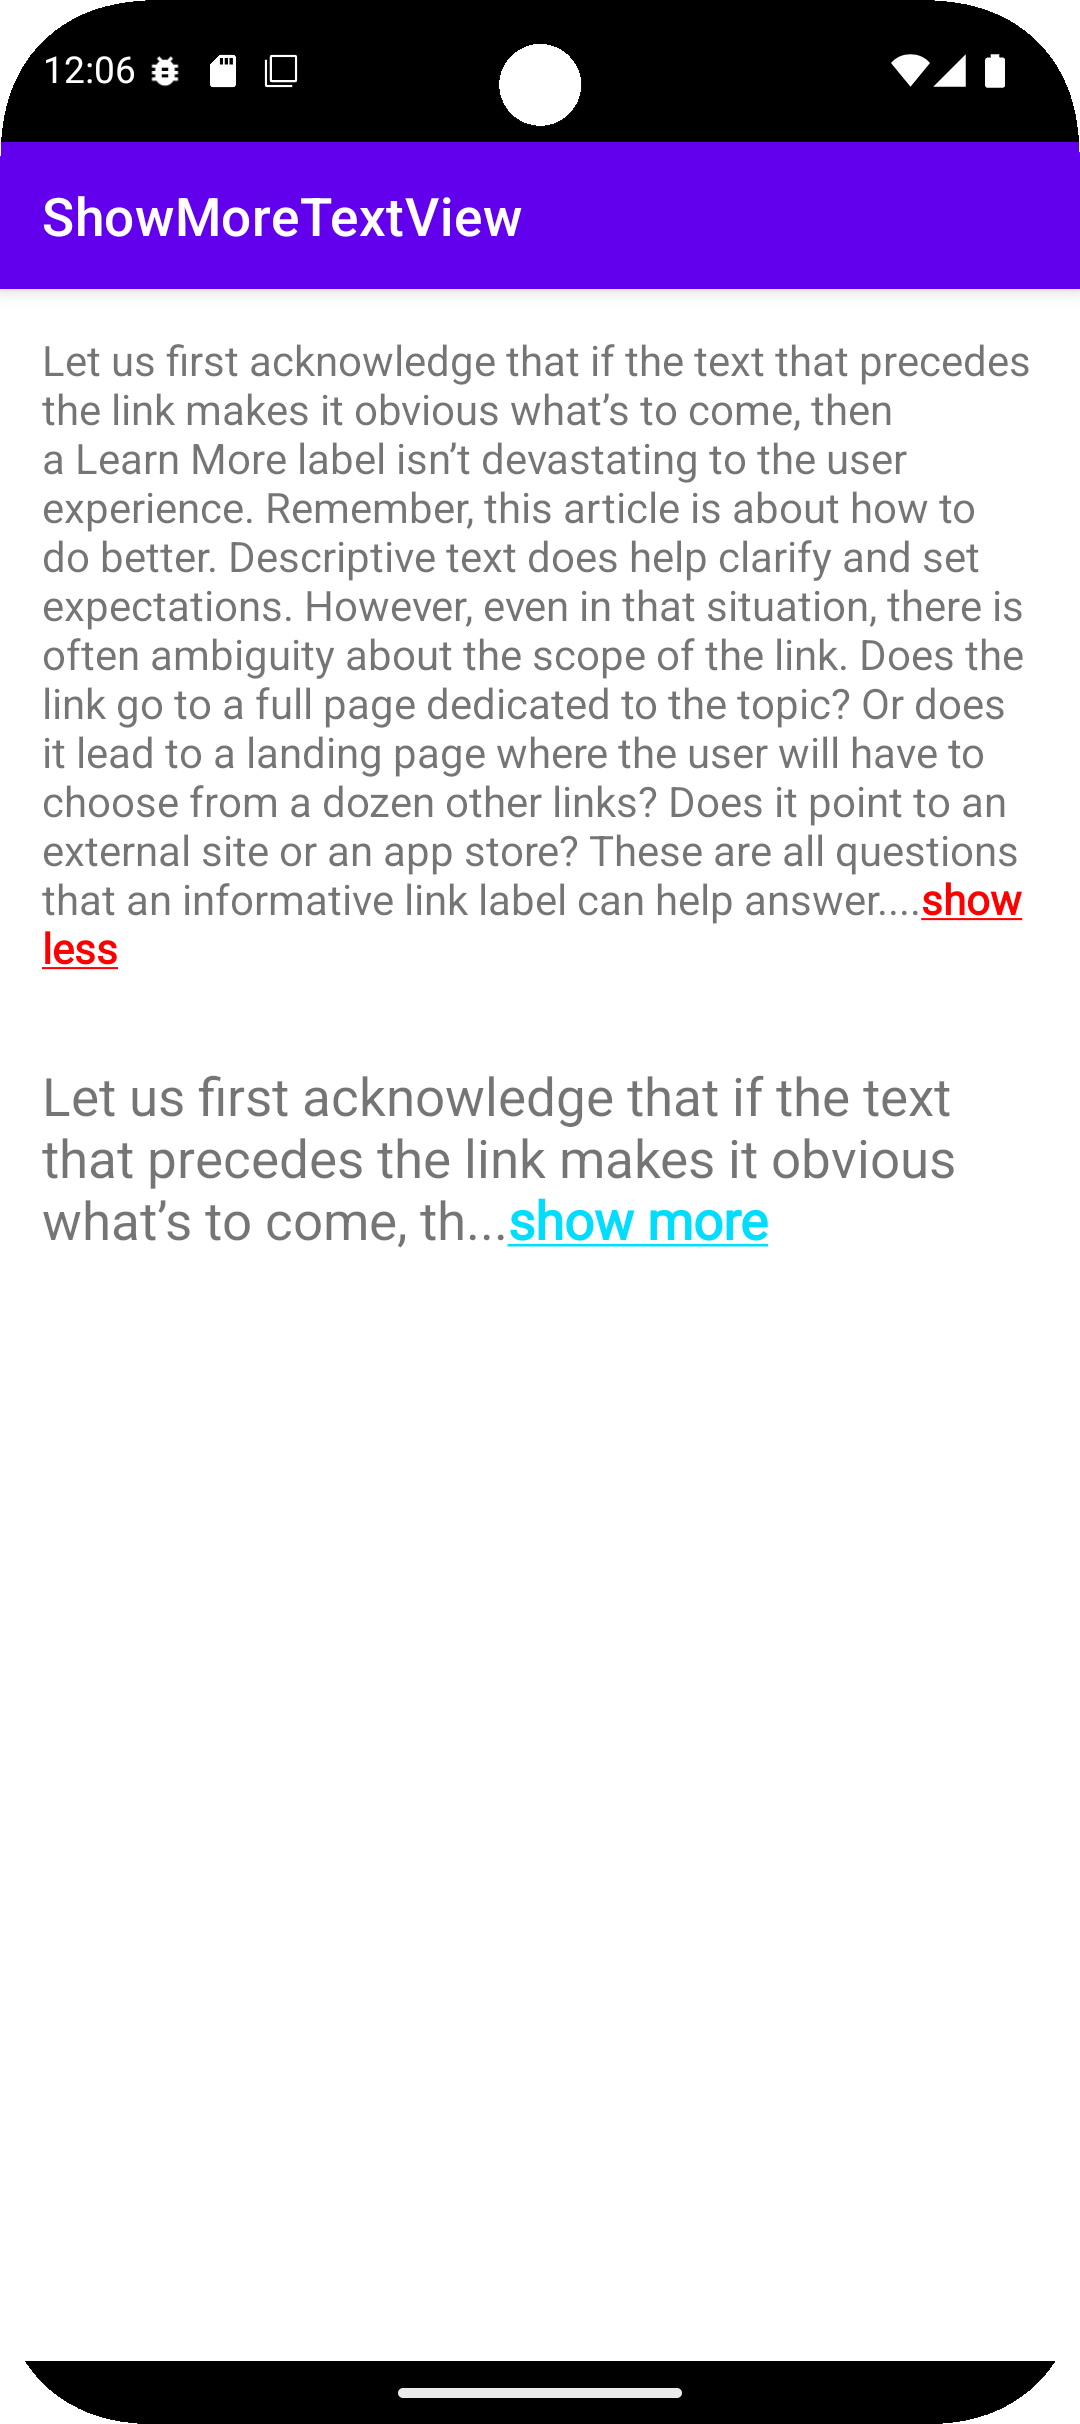 12:06
ShowMoreTextView
Let us first acknowledge that if the text that precedes
the link makes it obvious what’s to come, then
a Learn More label isn’t devastating to the user
experience. Remember, this article is about how to
do better. Descriptive text does help clarify and set
expectations. However, even in that situation, there is
often ambiguity about the scope of the link. Does the
link go to a full page dedicated to the topic? Or does
it lead to a landing page where the user will have to
choose from a dozen other links? Does it point to an
external site or an app store? These are all questions
that an informative link label can help answer....show
less
Let us first acknowledge that if the text
that precedes the link makes it obvious
what’s to come, th...show more